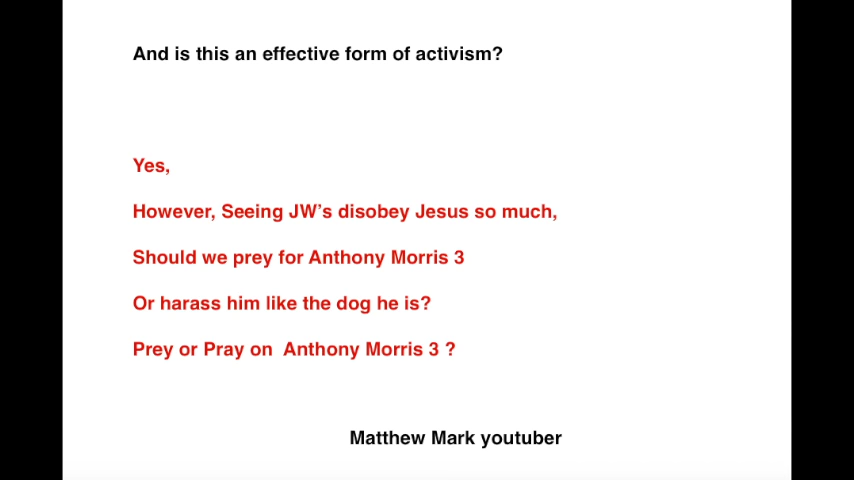 And is this an effective form of activism?
Yes,
However, Seeing JW's disobey Jesus so much,
Should we prey for Anthony Morris 3
Or harass him like the dog he is?
Prey or Pray on  Anthony Morris 3 ?
Matthew Mark youtuber